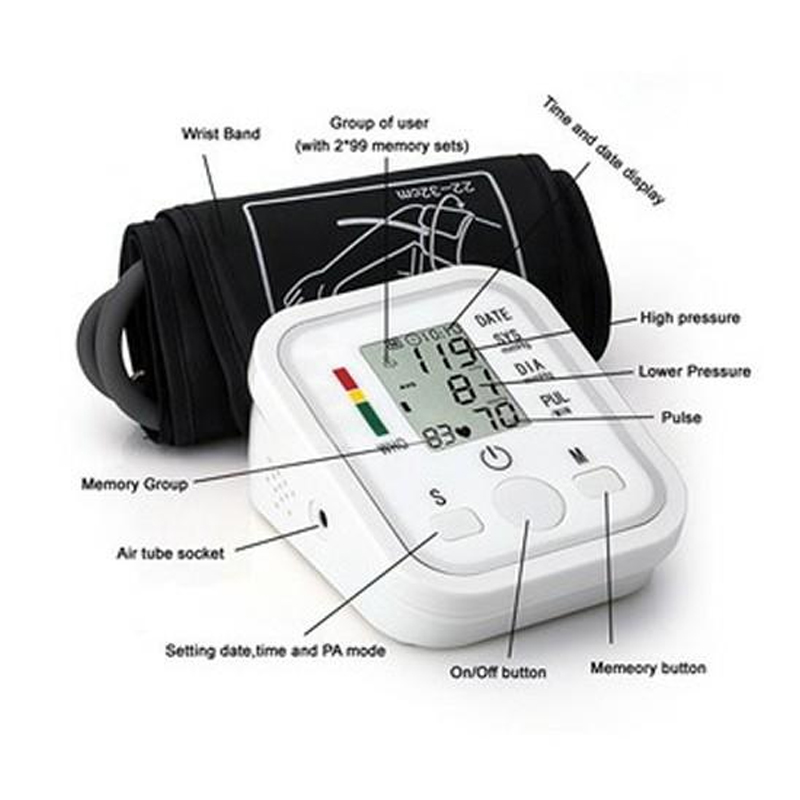 Wrist Band
Group of user
(with 2*99 memory sets)
Time and date display
22-32cm
DATE
SYS
mmHg
DIA
mmHg
PUL
119
81
70
83
WHO
S
M
High pressure
Lower Pressure
Pulse
Memory Group
Air tube socket
Setting date,time and PA mode
On/Off button
Memeory button